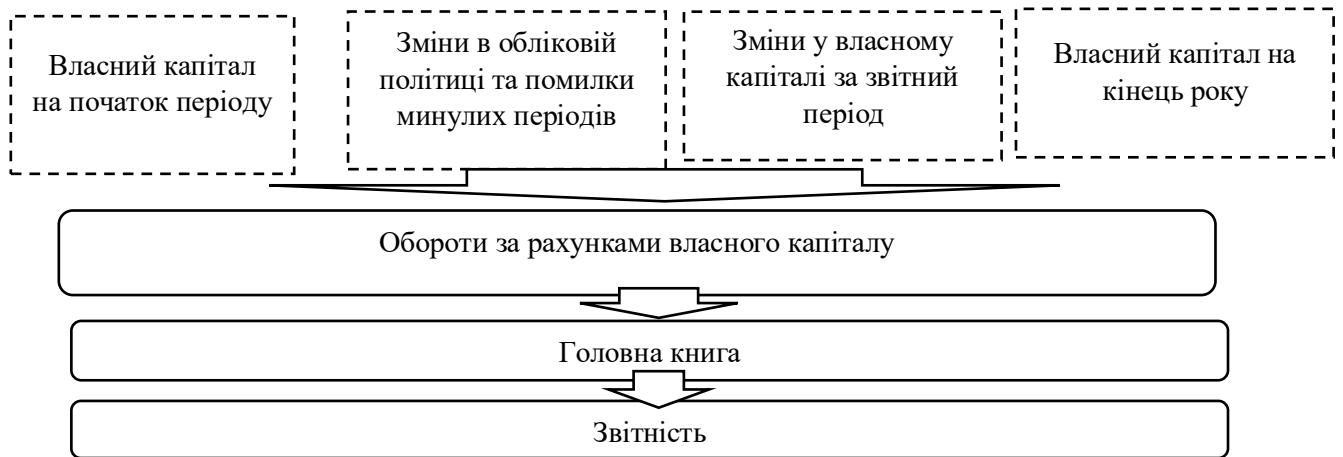 Власний капітал
на початок періоду
Зміни в обліковій
політиці та помилки
минулих періодів
Зміни у власному
капіталі за звітний
період
Власний капітал на
кінець року
Обороти за рахунками власного капіталу
Головна книга
Звітність